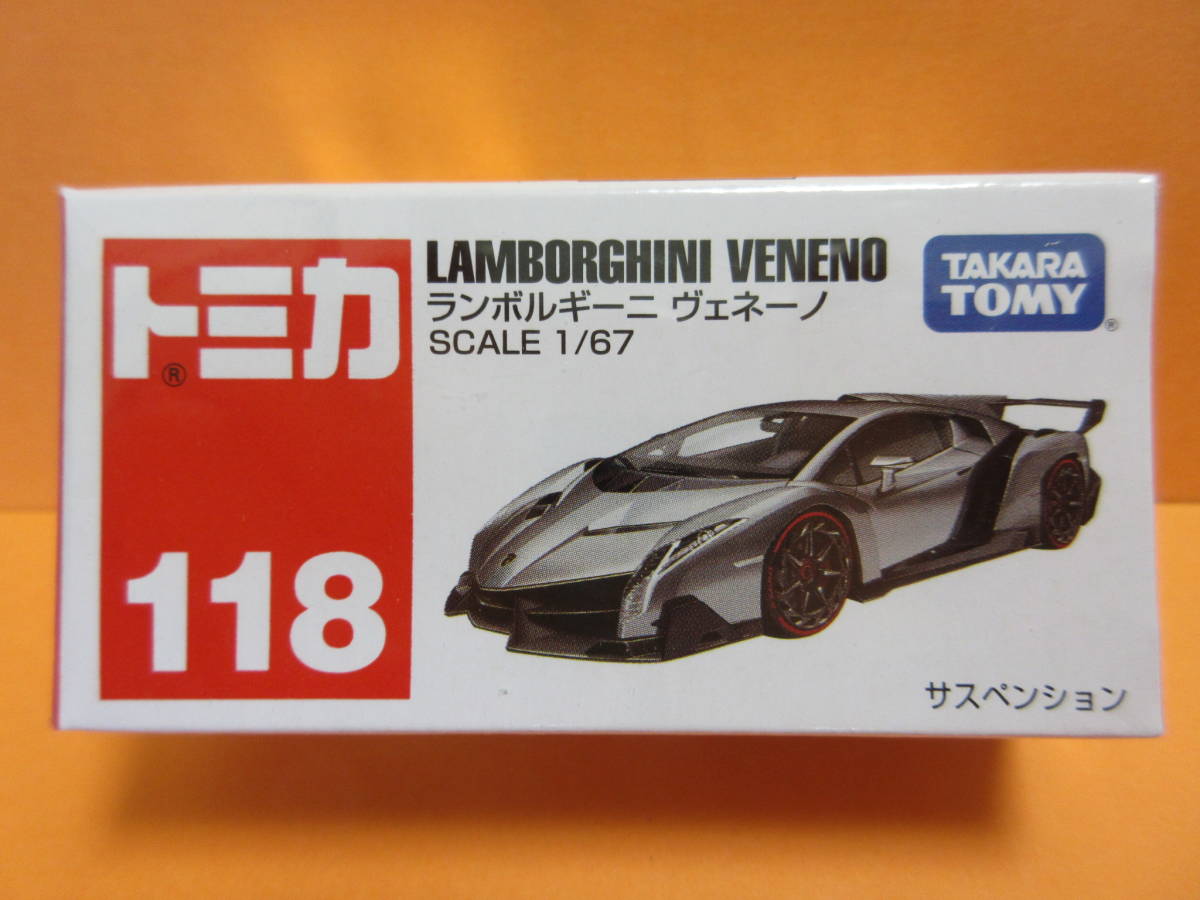 トミカ
®
118
LAMBORGHINI VENENO
ランボルギーニ ヴェネーノ
SCALE 1/67
TAKARA
TOMY
®
サスペンション